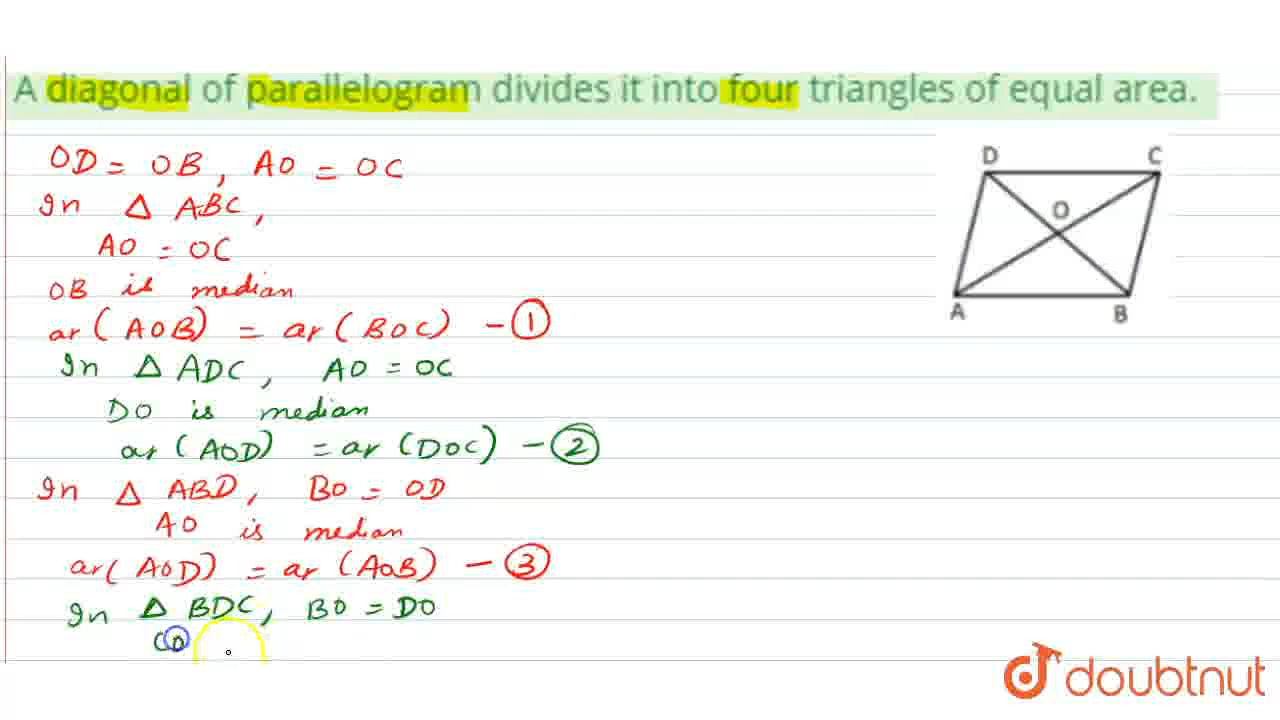 A diagonal of parallelogram divides it into four triangles of equal area.
OD = OB, AO = OC
In Δ ABC,
AO = OC
OB is median
ar (AOB) = ar (BOC) - 1
In Δ ADC, AO = OC
DO is median
ar (AOD) = ar (DOC) - 2
In Δ ABD, BO = OD
AO is median
ar (AOD) = ar (AOB) - 3
In Δ BDC, BO = DO
CO
D C
O
A B
doubtnut